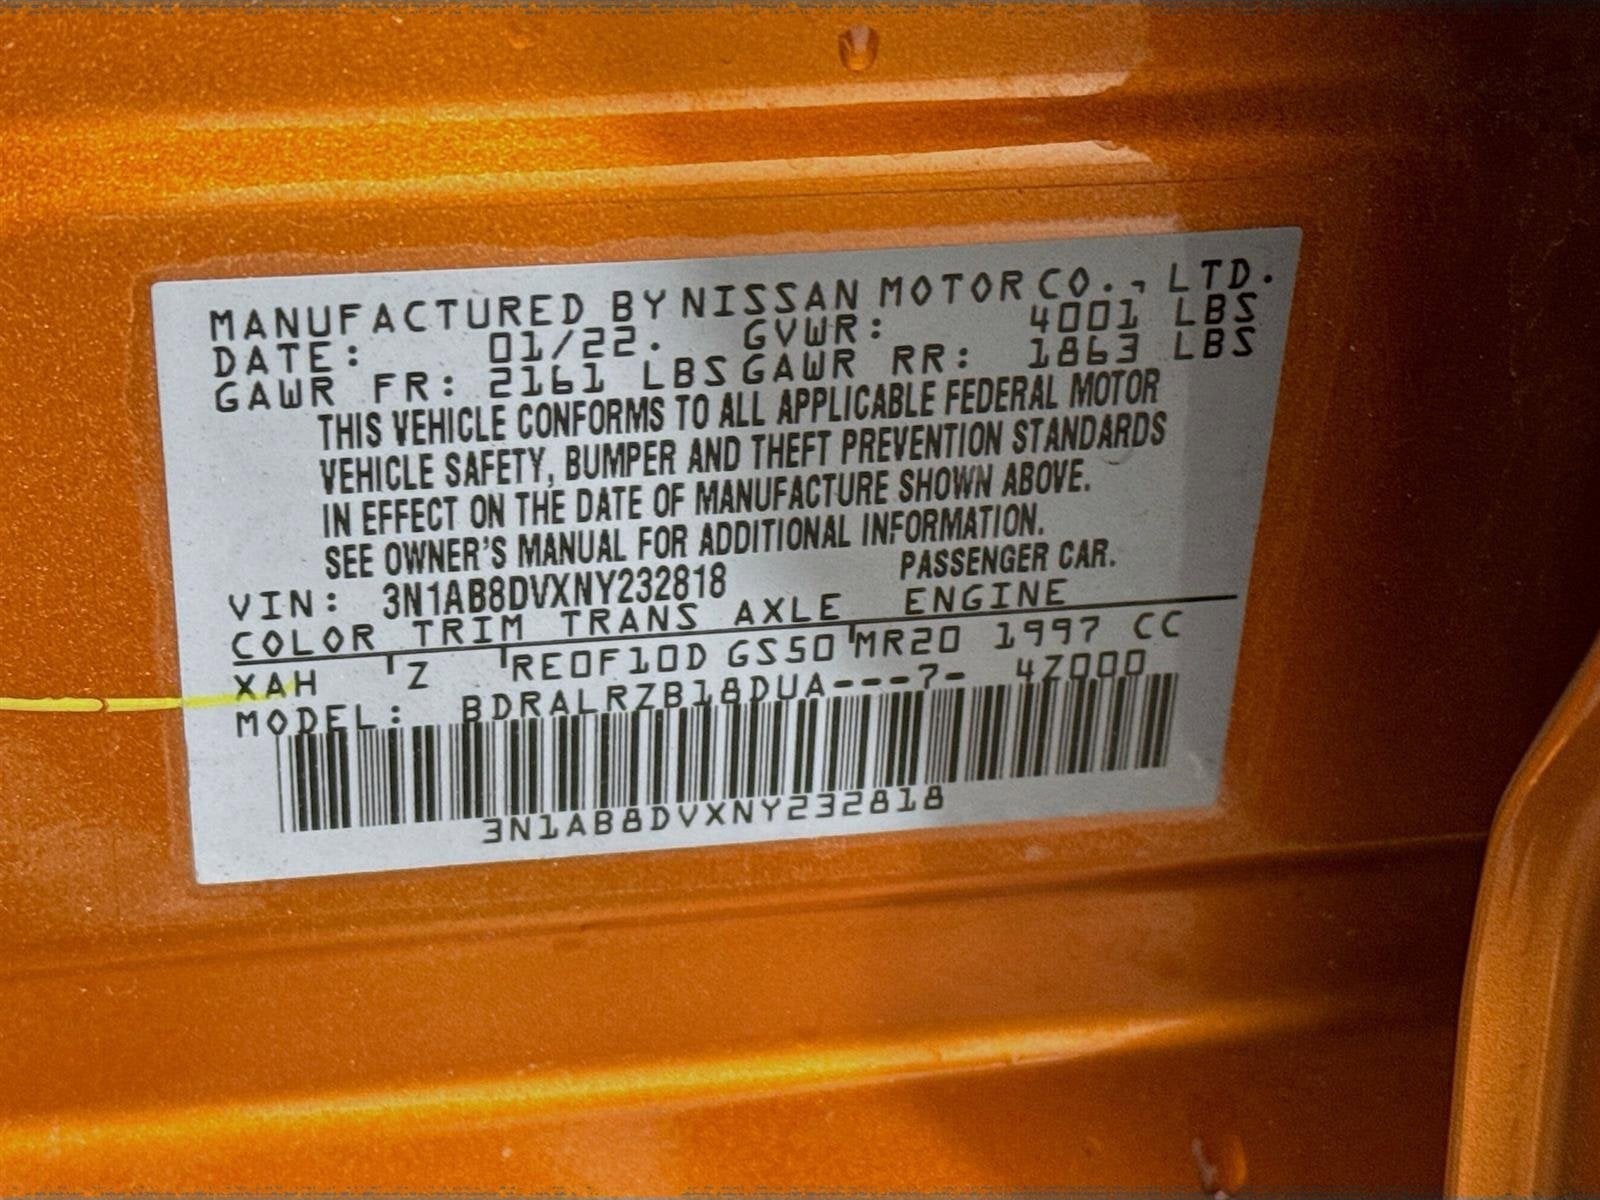 MANUFACTURED BY NISSAN MOTOR CO., LTD.
DATE: 01/22. GVWR: 4001 LBS
GAWR FR: 2161 LBS GAWR RR: 1863 LBS
THIS VEHICLE CONFORMS TO ALL APPLICABLE FEDERAL MOTOR
VEHICLE SAFETY, BUMPER AND THEFT PREVENTION STANDARDS
IN EFFECT ON THE DATE OF MANUFACTURE SHOWN ABOVE.
SEE OWNER'S MANUAL FOR ADDITIONAL INFORMATION.
VIN: 3N1AB8DVXNY232818 PASSENGER CAR.
COLOR TRIM TRANS AXLE ENGINE
XAH Z RE0F10D GS50 MR20 1997 CC
MODEL: BDRALRZB18DUA---7- 4Z000
3N1AB8DVXNY232818